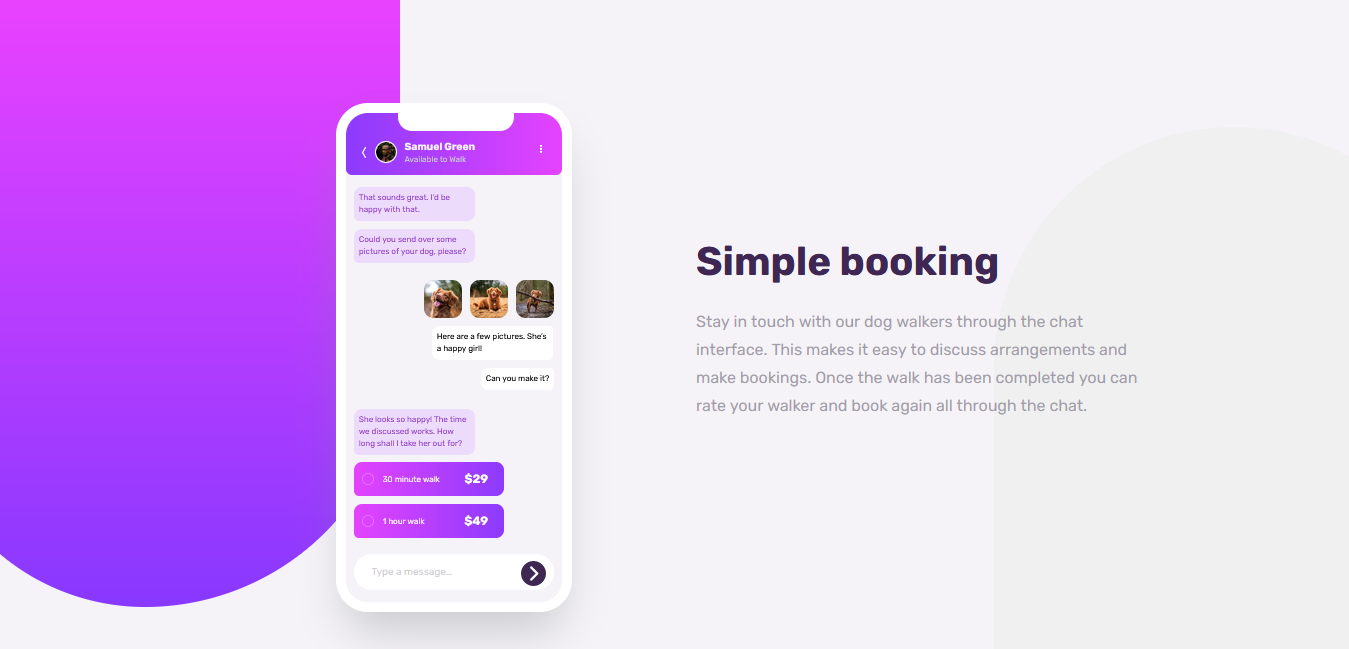 Samuel Green
Available to Walk
That sounds great. I'd be
happy with that.
Could you send over some
pictures of your dog, please?
Here are a few pictures. She's
a happy girl!
Can you make it?
She looks so happy! The time
we discussed works. How
long shall I take her out for?
30 minute walk $29
1 hour walk $49
Type a message…
Simple booking
Stay in touch with our dog walkers through the chat
interface. This makes it easy to discuss arrangements and
make bookings. Once the walk has been completed you can
rate your walker and book again all through the chat.